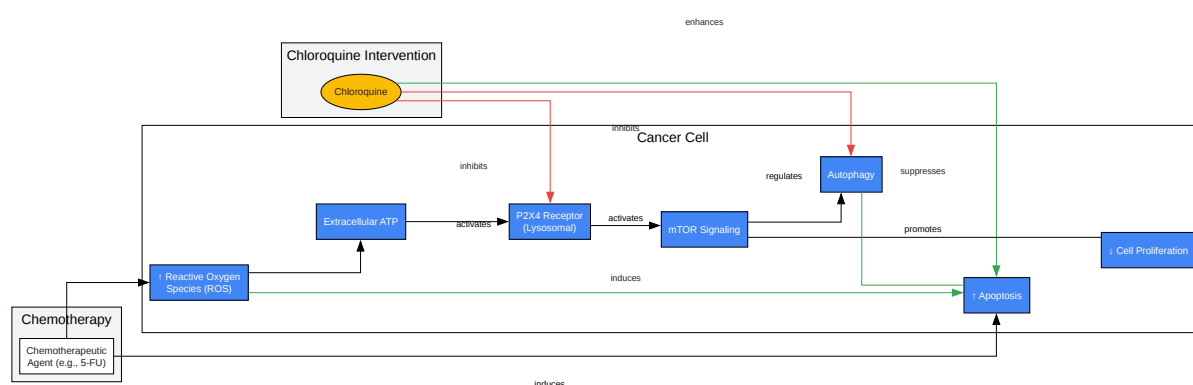 enhances
Chloroquine Intervention
Chloroquine
inhibits
Cancer Cell
inhibits
regulates
Autophagy
suppresses
Extracellular ATP
activates
P2X4 Receptor
(Lysosomal)
activates
mTOR Signaling
promotes
↓ Cell Proliferation
↑ Reactive Oxygen
Species (ROS)
induces
↑ Apoptosis
Chemotherapy
Chemotherapeutic
Agent (e.g., 5-FU)
induces